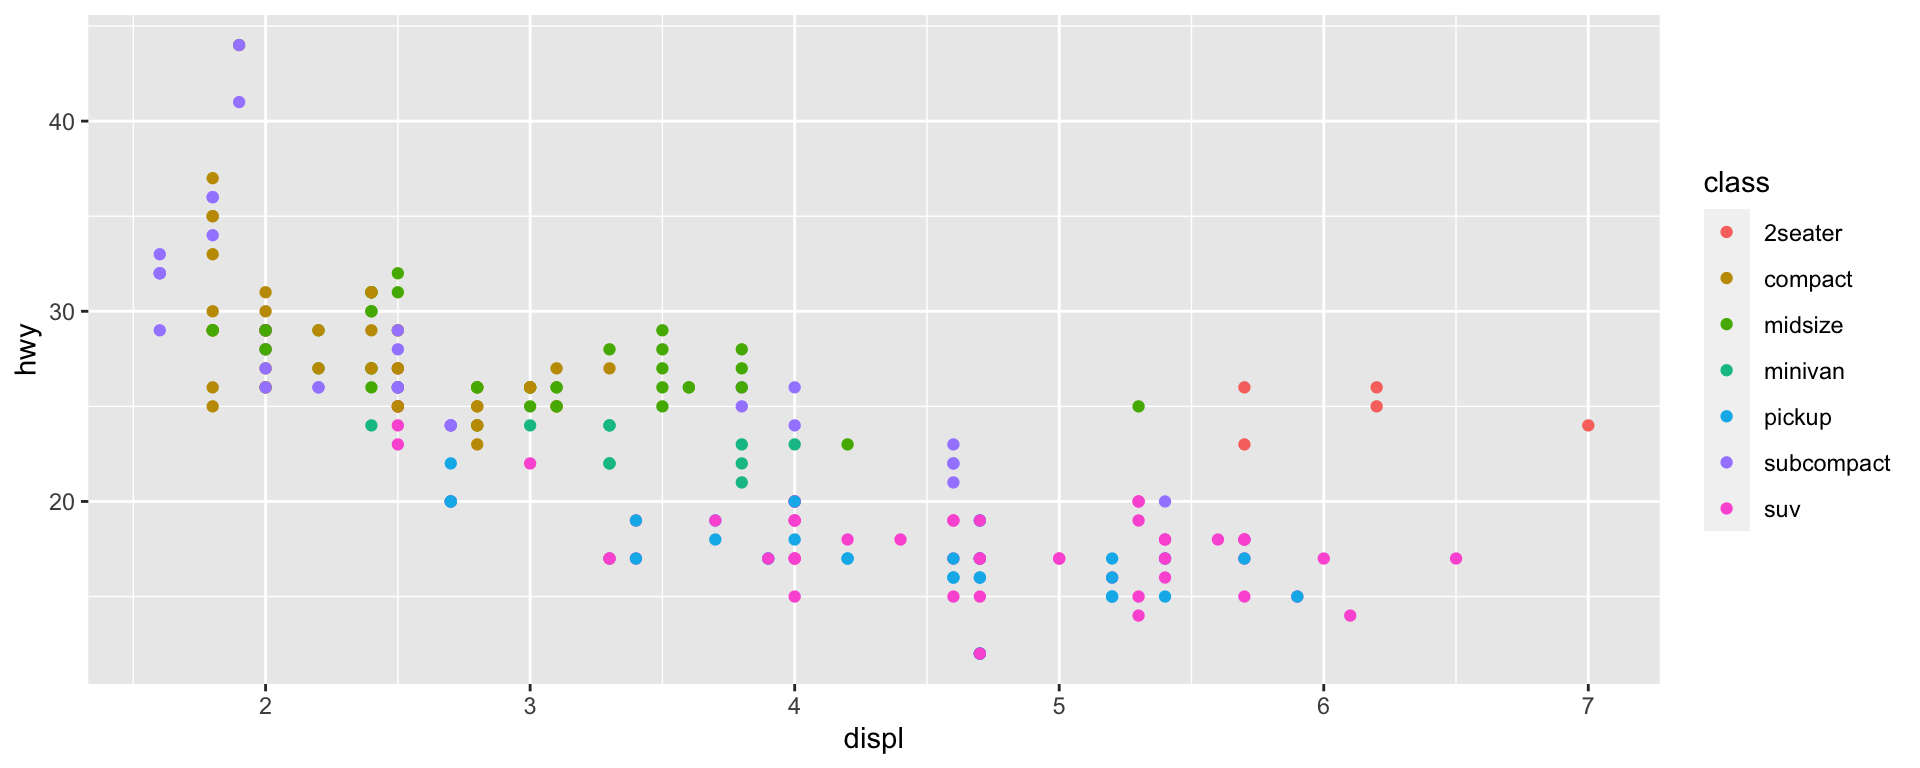 40
30
20
hwy
2
3
4
5
6
7
displ
class
2seater
compact
midsize
minivan
pickup
subcompact
suv